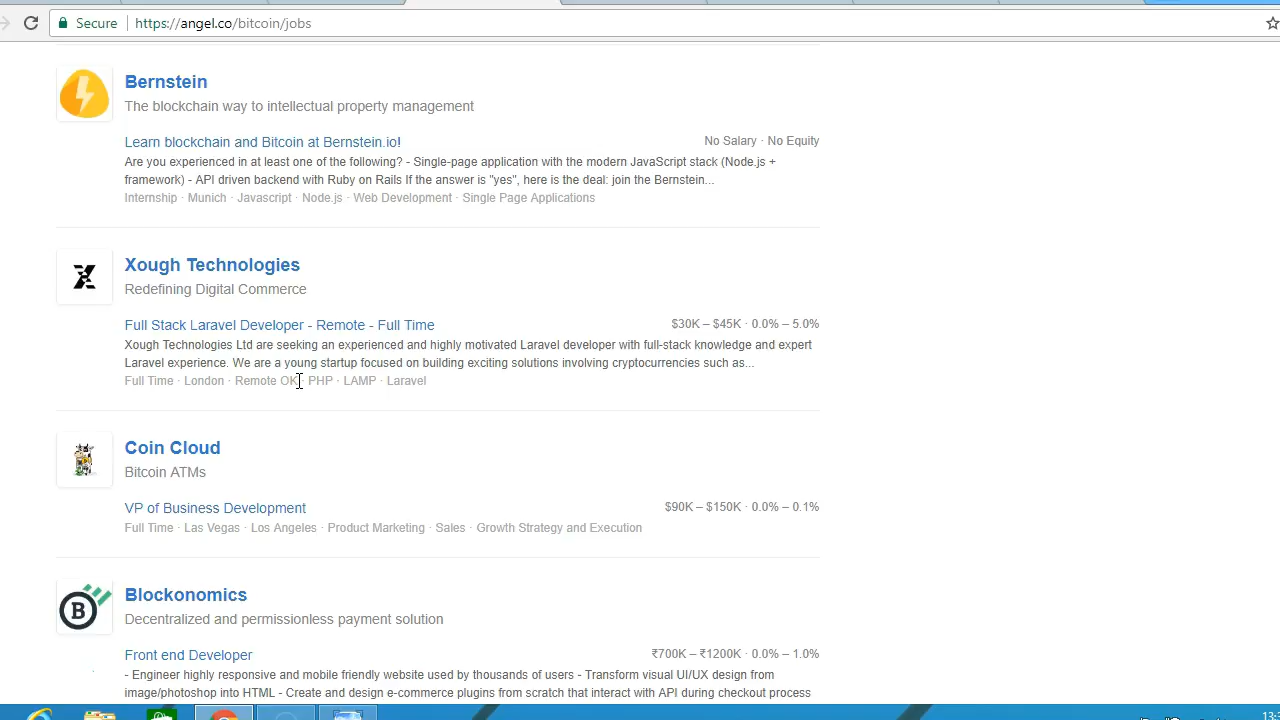 Secure https://angel.co/bitcoin/jobs
Bernstein
The blockchain way to intellectual property management
Learn blockchain and Bitcoin at Bernstein.io! No Salary · No Equity
Are you experienced in at least one of the following? - Single-page application with the modern JavaScript stack (Node.js +
framework) - API driven backend with Ruby on Rails If the answer is "yes", here is the deal: join the Bernstein...
Internship · Munich · Javascript · Node.js · Web Development · Single Page Applications
Xough Technologies
Redefining Digital Commerce
Full Stack Laravel Developer - Remote - Full Time $30K – $45K · 0.0% – 5.0%
Xough Technologies Ltd are seeking an experienced and highly motivated Laravel developer with full-stack knowledge and expert
Laravel experience. We are a young startup focused on building exciting solutions involving cryptocurrencies such as...
Full Time · London · Remote OK · PHP · LAMP · Laravel
Coin Cloud
Bitcoin ATMs
VP of Business Development $90K – $150K · 0.0% – 0.1%
Full Time · Las Vegas · Los Angeles · Product Marketing · Sales · Growth Strategy and Execution
B
Blockonomics
Decentralized and permissionless payment solution
Front end Developer ₹700K – ₹1200K · 0.0% – 1.0%
- Engineer highly responsive and mobile friendly website used by thousands of users - Transform visual UI/UX design from
image/photoshop into HTML - Create and design e-commerce plugins from scratch that interact with API during checkout process